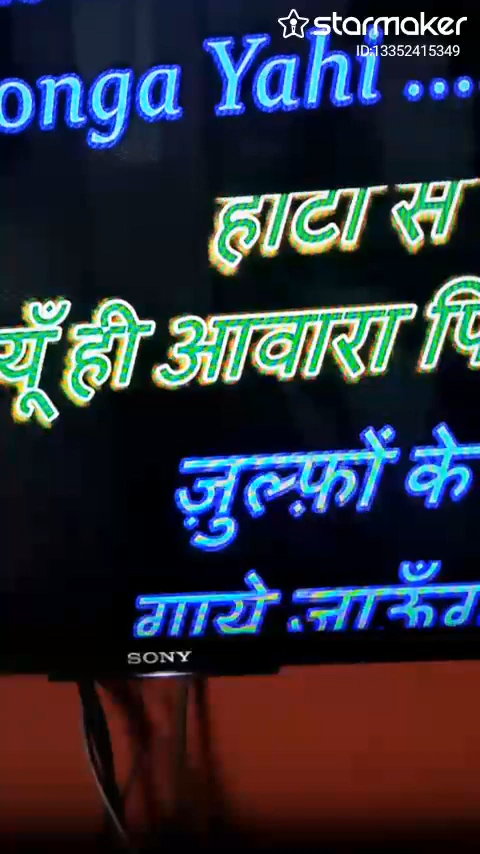 starmaker
ID:13352415349
onga Yahi ....
हाटा स
यूँ ही आवारा फि
ज़ुल्फ़ों के
गाये जाऊँग
SONY